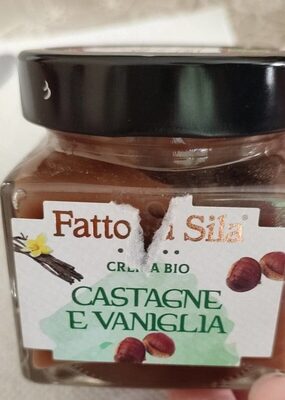 Fatto Sila®
BIO
CASTAGNE
E VANIGLIA